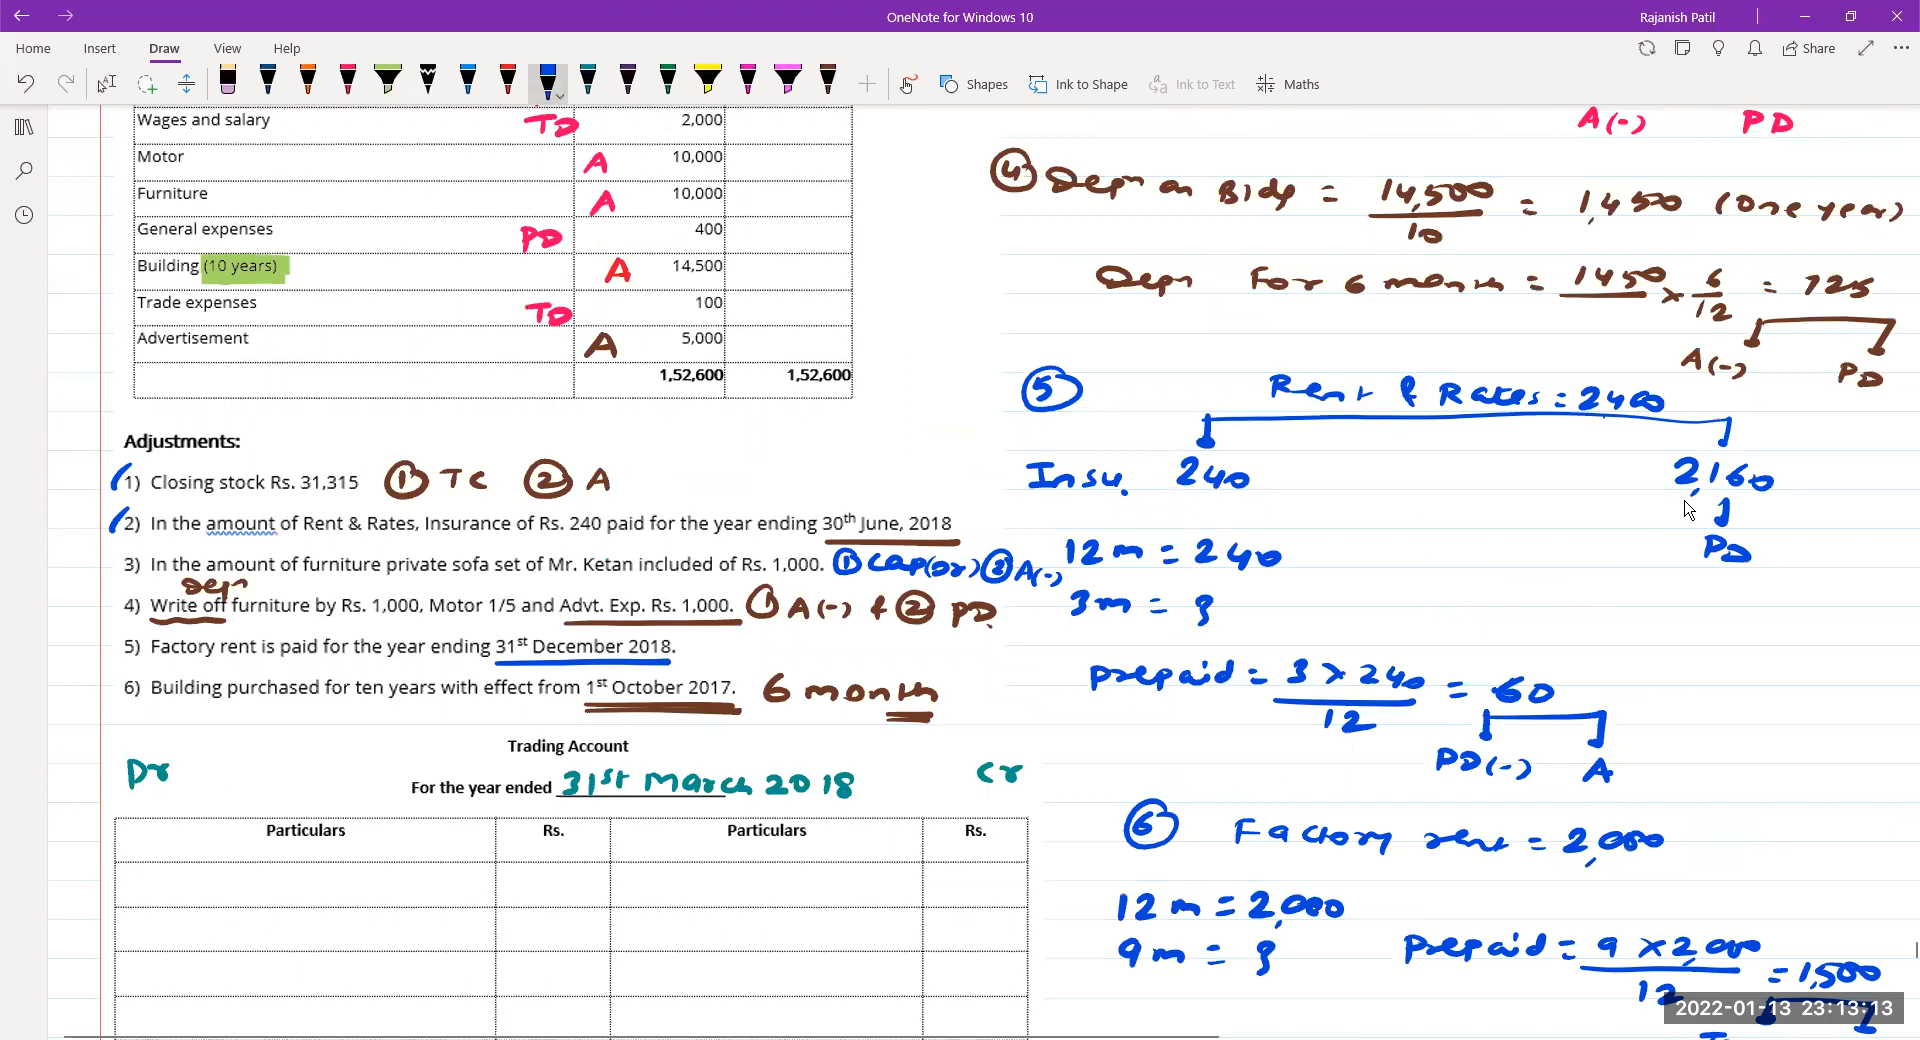 OneNote for Windows 10
Rajanish Patil
Home Insert Draw View Help
Share
Shapes Ink to Shape Ink to Text Maths
Wages and salary TD 2,000
Motor A 10,000
Furniture A 10,000
General expenses PD 400
Building (10 years) A 14,500
Trade expenses TD 100
Advertisement A 5,000
1,52,600 1,52,600
Adjustments:
1) Closing stock Rs. 31,315 ① TC ② A
2) In the amount of Rent & Rates, Insurance of Rs. 240 paid for the year ending 30th June, 2018
3) In the amount of furniture private sofa set of Mr. Ketan included of Rs. 1,000. ① Cap(Dr) ② A(-)
Depn
4) Write off furniture by Rs. 1,000, Motor 1/5 and Advt. Exp. Rs. 1,000. ① A(-) & ② PD.
5) Factory rent is paid for the year ending 31st December 2018.
6) Building purchased for ten years with effect from 1st October 2017. 6 month
Trading Account
Dr For the year ended 31st March 2018 Cr
Particulars Rs. Particulars Rs.
A(-) PD
④ Depn on Bldg = 14,500 / 10 = 1,450 (One year)
Depn For 6 month = 1450 × 6 / 12 = 725
A(-) PD
⑤ Rent & Rates = 2400
Insu. 240 2,160
PD
12 m = 240
3 m = ?
Prepaid = 3 × 240 / 12 = 60
PD(-) A
⑥ Factory rent = 2,000
12 m = 2,000
9 m = ?
Prepaid = 9 × 2,000 / 12 = 1,500
2022-01-13 23:13:13